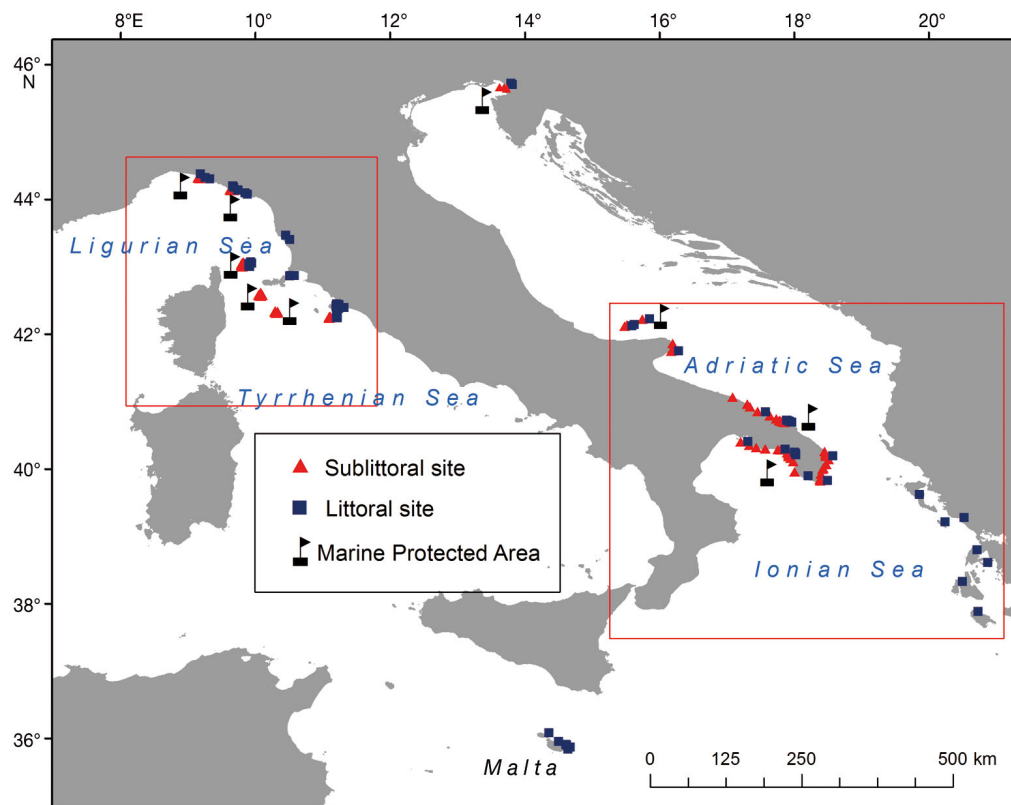 8°E 10° 12° 14° 16° 18° 20°
46°
N
44°
Ligurian Sea
42°
Adriatic Sea
Tyrrhenian Sea
40°
Sublittoral site
Littoral site
Marine Protected Area
Ionian Sea
38°
36°
Malta
0 125 250 500 km